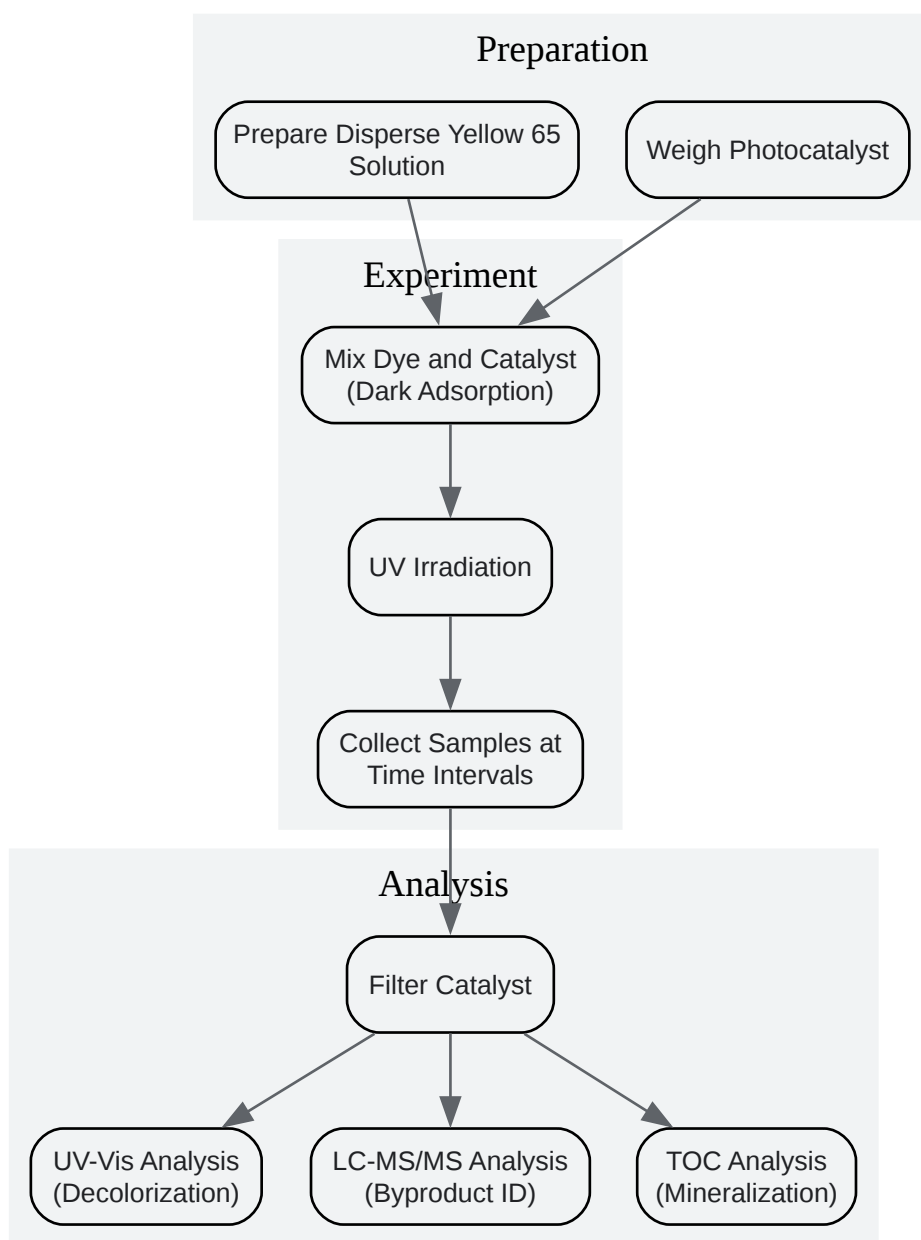 Preparation
Prepare Disperse Yellow 65
Solution
Weigh Photocatalyst
Experiment
Mix Dye and Catalyst
(Dark Adsorption)
UV Irradiation
Collect Samples at
Time Intervals
Analysis
Filter Catalyst
UV-Vis Analysis
(Decolorization)
LC-MS/MS Analysis
(Byproduct ID)
TOC Analysis
(Mineralization)